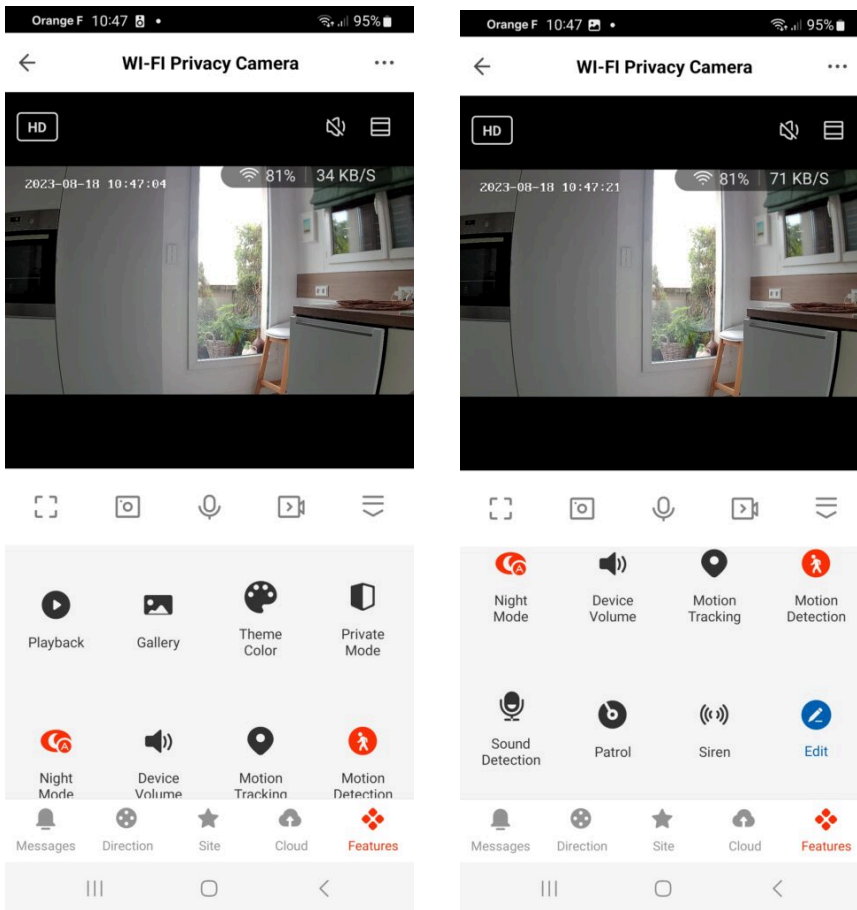 Orange F 10:47 95%
WI-FI Privacy Camera
HD
2023-08-18 10:47:04 81% 34 KB/S
Playback Gallery Theme Color Private Mode
Night Mode Device Volume Motion Tracking Motion Detection
Messages Direction Site Cloud Features
Orange F 10:47 95%
WI-FI Privacy Camera
HD
2023-08-18 10:47:21 81% 71 KB/S
Night Mode Device Volume Motion Tracking Motion Detection
Sound Detection Patrol Siren Edit
Messages Direction Site Cloud Features